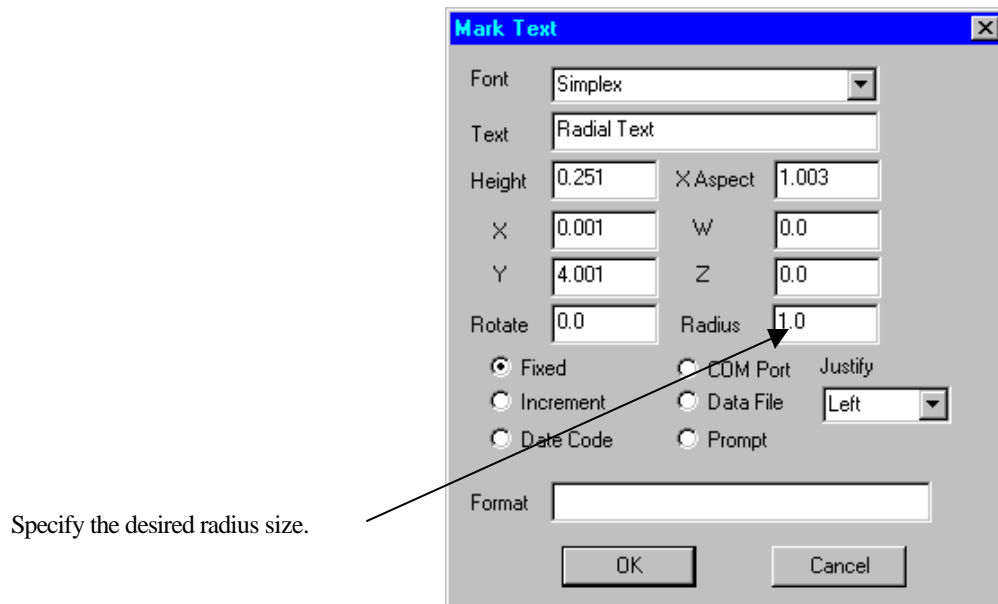 Mark Text
Font Simplex
Text Radial Text
Height 0.251 X Aspect 1.003
X 0.001 W 0.0
Y 4.001 Z 0.0
Rotate 0.0 Radius 1.0
Fixed COM Port Justify
Increment Data File Left
Date Code Prompt
Format
Specify the desired radius size.
OK Cancel